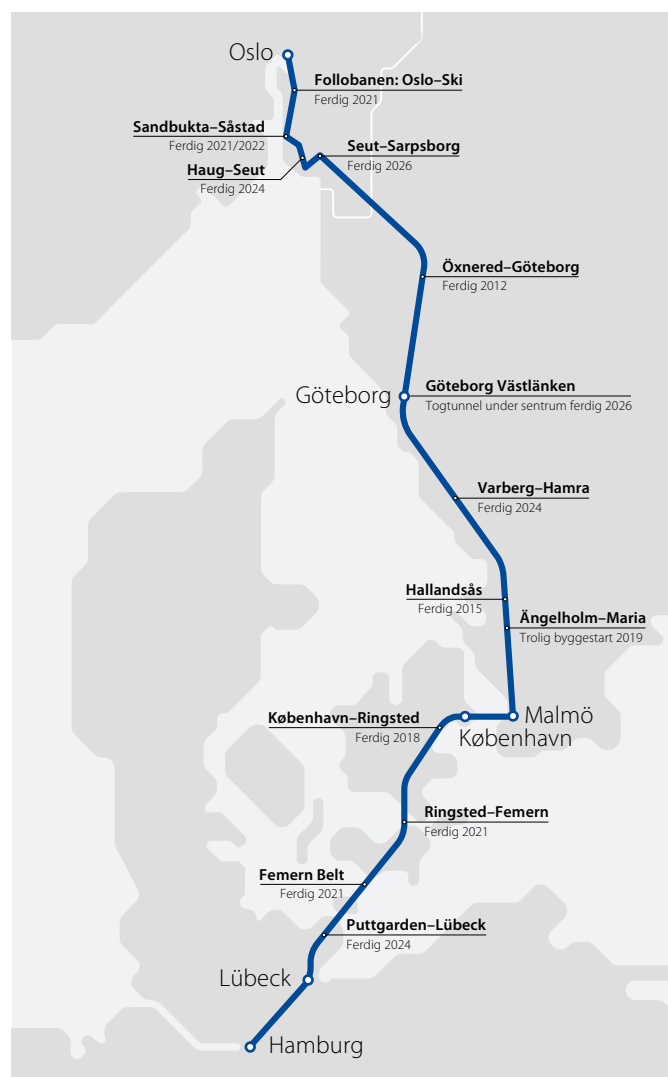 Oslo
Follobanen: Oslo–Ski
Ferdig 2021
Sandbukta–Såstad
Ferdig 2021/2022
Seut–Sarpsborg
Ferdig 2026
Haug–Seut
Ferdig 2024
Öxnered–Göteborg
Ferdig 2012
Göteborg
Göteborg Västlänken
Togtunnel under sentrum ferdig 2026
Varberg–Hamra
Ferdig 2024
Hallandsås
Ferdig 2015
Ängelholm–Maria
Trolig byggestart 2019
Malmö
København
København–Ringsted
Ferdig 2018
Ringsted–Femern
Ferdig 2021
Femern Belt
Ferdig 2021
Puttgarden–Lübeck
Ferdig 2024
Lübeck
Hamburg